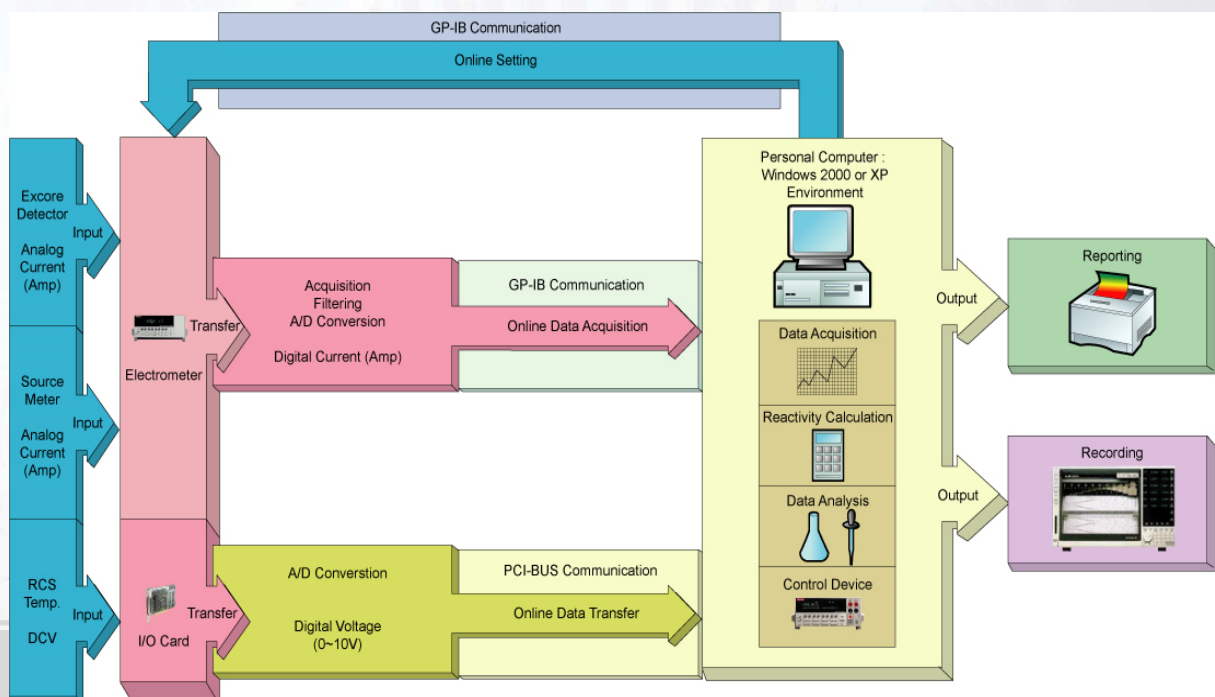 GP-IB Communication
Online Setting
Excore
Detector
Analog
Current
(Amp)
Input
Source
Meter
Analog
Current
(Amp)
Input
RCS
Temp.
DCV
Input
Electrometer
Transfer
I/O Card
Transfer
Acquisition
Filtering
A/D Conversion
Digital Current (Amp)
GP-IB Communication
Online Data Acquisition
A/D Converstion
Digital Voltage
(0~10V)
PCI-BUS Communication
Online Data Transfer
Personal Computer :
Windows 2000 or XP
Environment
Data Acquisition
Reactivity Calculation
Data Analysis
Control Device
Output
Reporting
Output
Recording